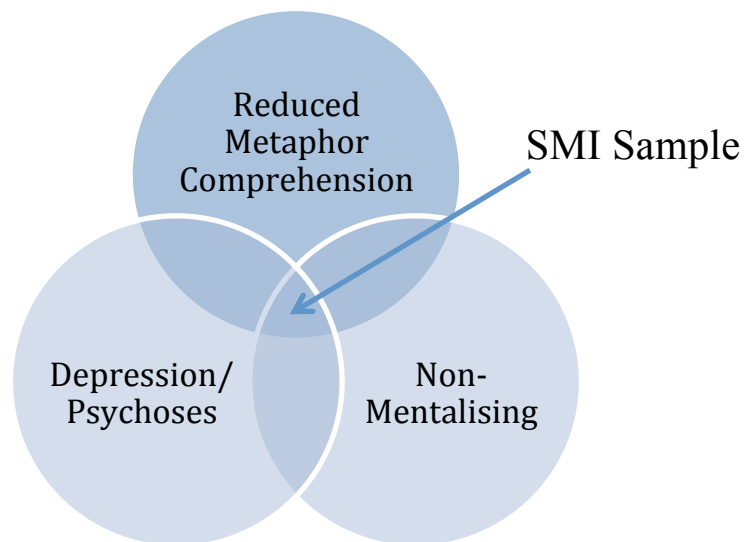 Reduced
Metaphor
Comprehension
SMI Sample
Depression/
Psychoses
Non-
Mentalising